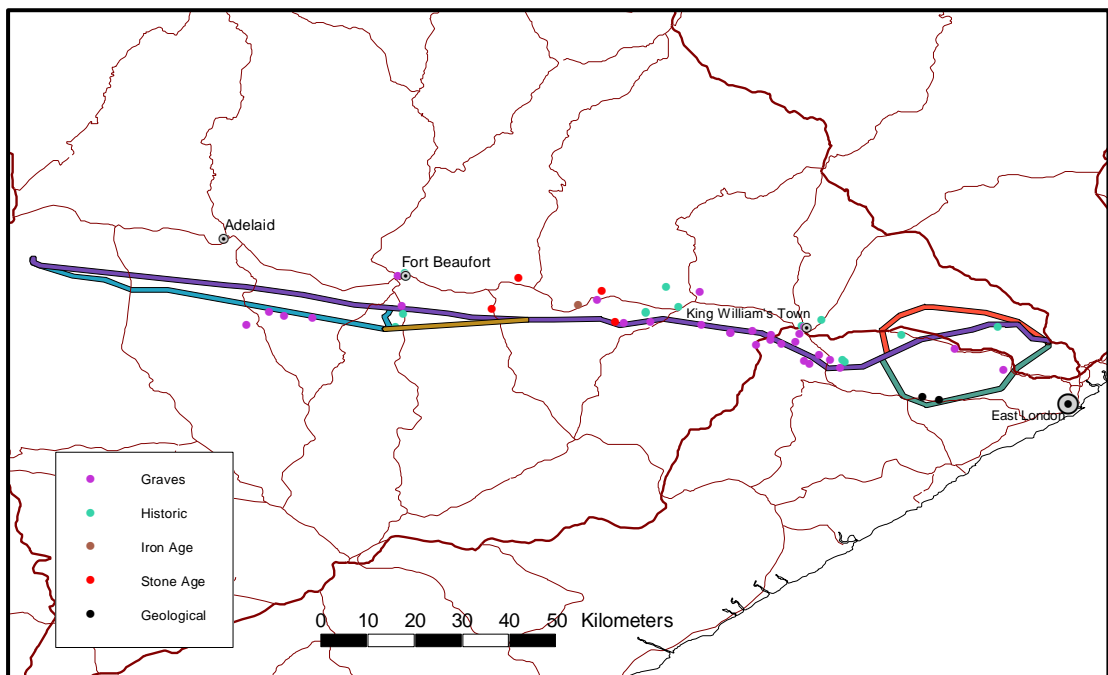 Adelaid
Fort Beaufort
King William's Town
East London
Graves
Historic
Iron Age
Stone Age
Geological
0 10 20 30 40 50 Kilometers